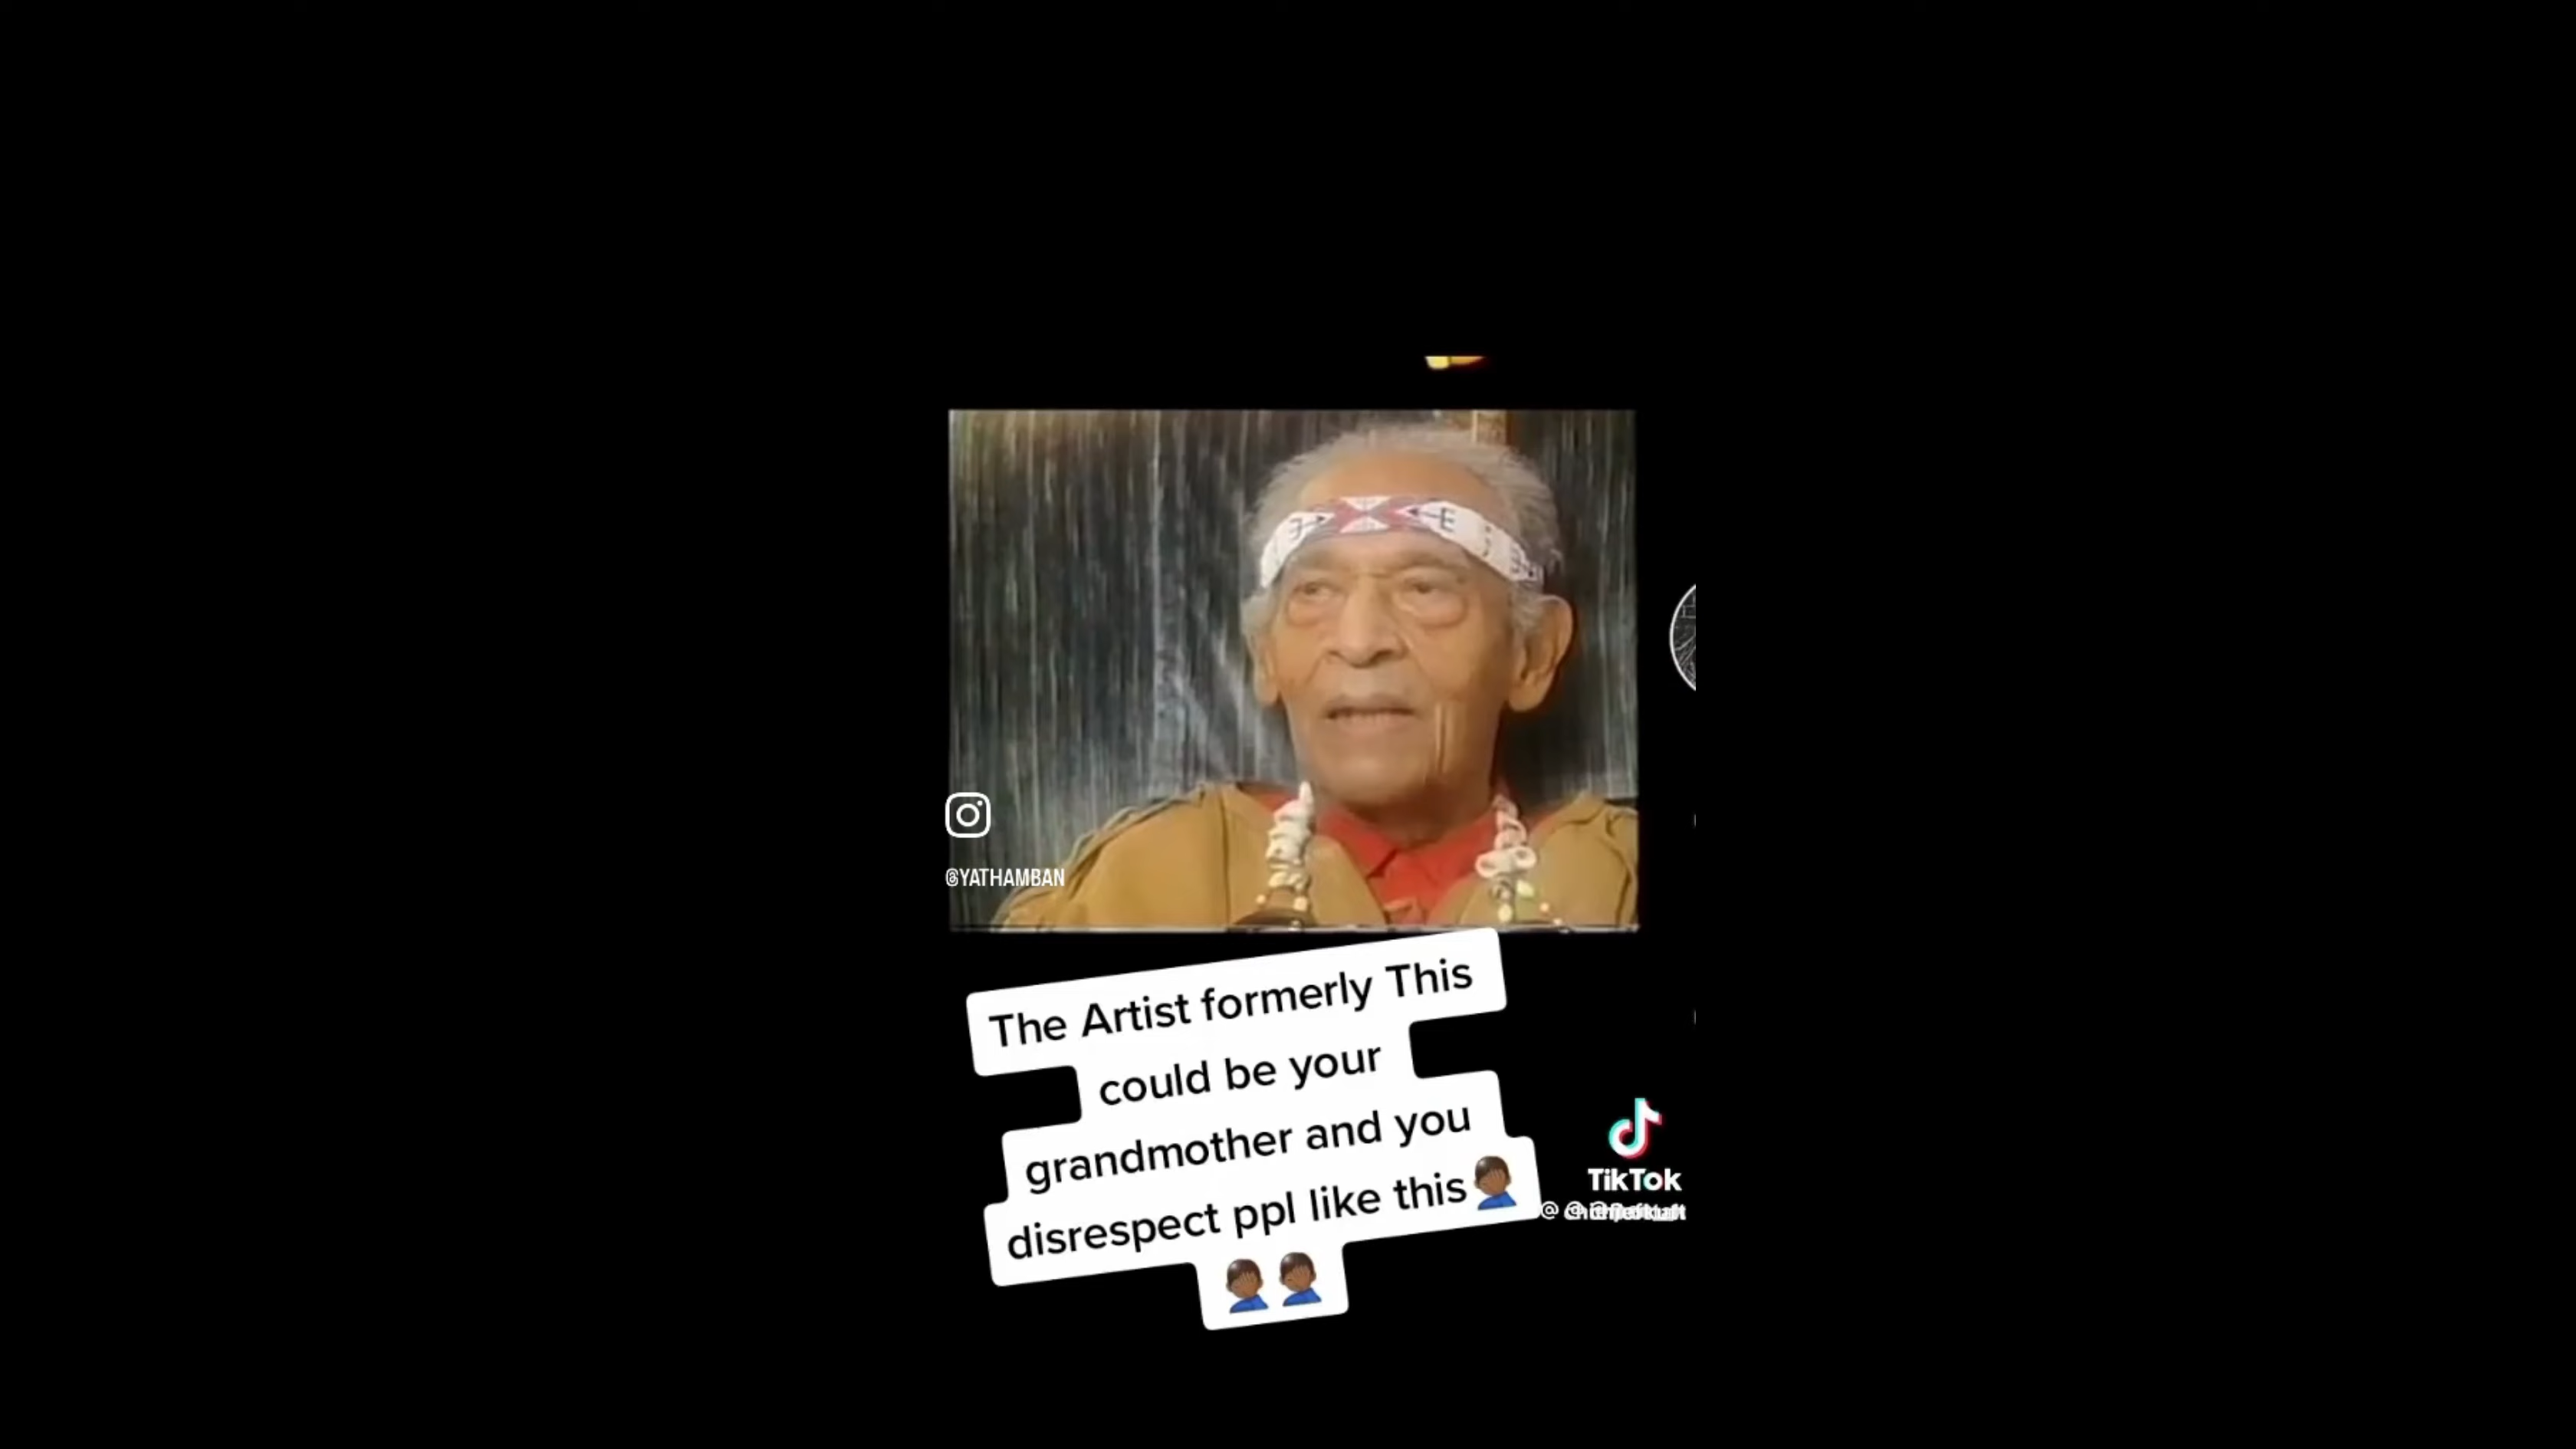 @YATHAMBAN
The Artist formerly This
could be your
grandmother and you
disrespect ppl like this
TikTok